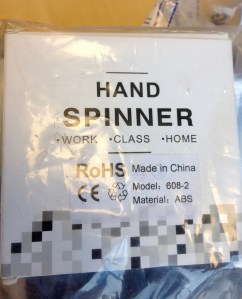 HAND
SPINNER
•WORK •CLASS •HOME
RoHS Made in China
CE Model: 608-2
Material: ABS